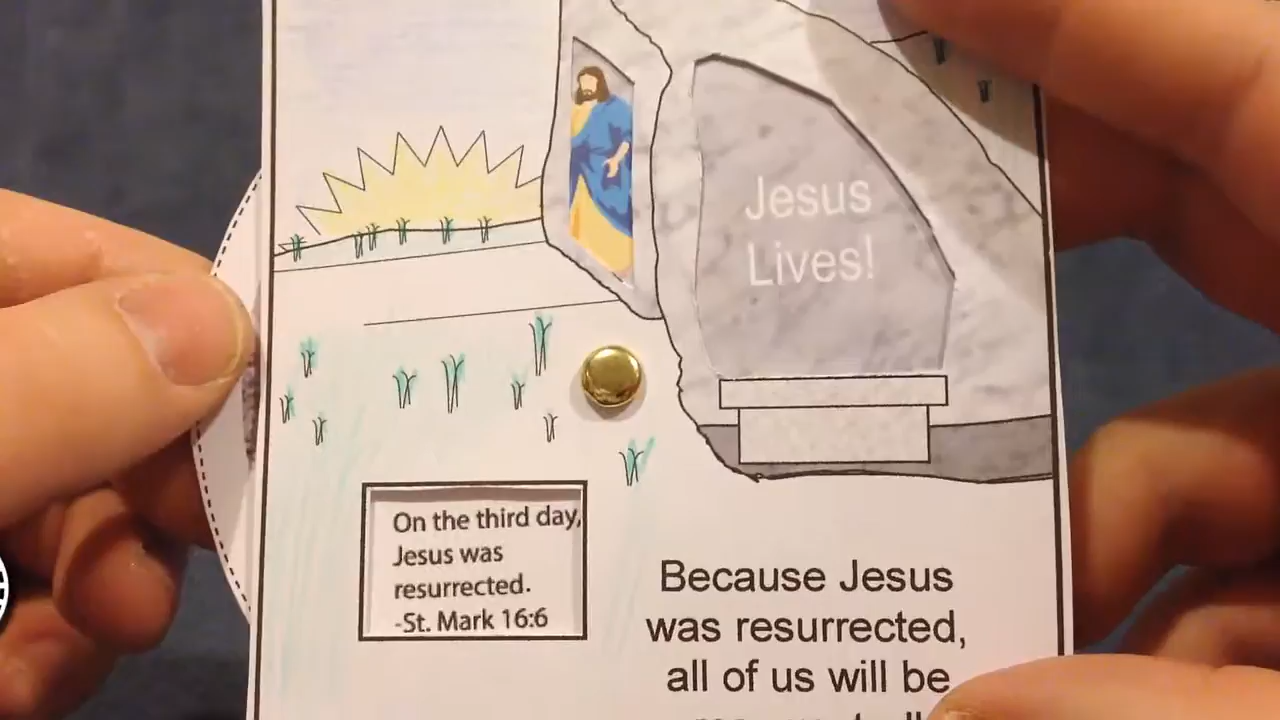 Jesus
Lives!
On the third day,
Jesus was
resurrected.
-St. Mark 16:6
Because Jesus
was resurrected,
all of us will be